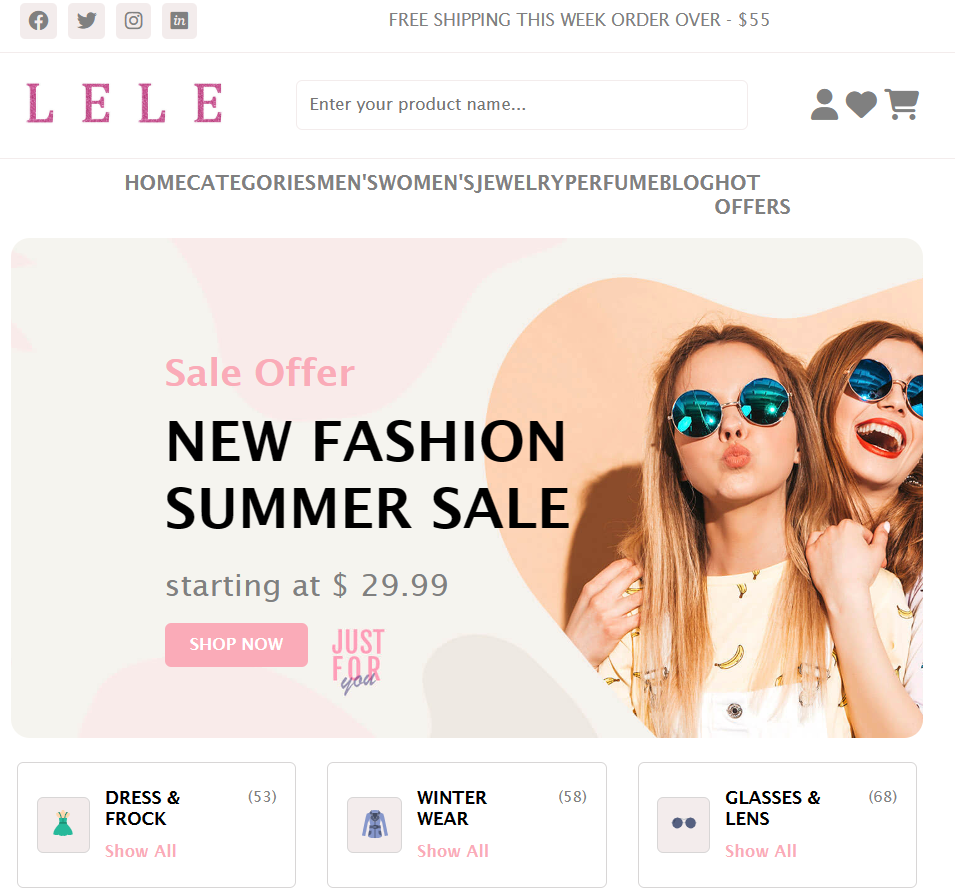 in
FREE SHIPPING THIS WEEK ORDER OVER - $55
LELE
Enter your product name...
HOMECATEGORIESMEN'SWOMEN'SJEWELRYPERFUMEBLOGHOT
OFFERS
Sale Offer
NEW FASHION
SUMMER SALE
starting at $ 29.99
SHOP NOW
JUST
FOR
you
DRESS &
FROCK
(53)
Show All
WINTER
WEAR
(58)
Show All
GLASSES &
LENS
(68)
Show All